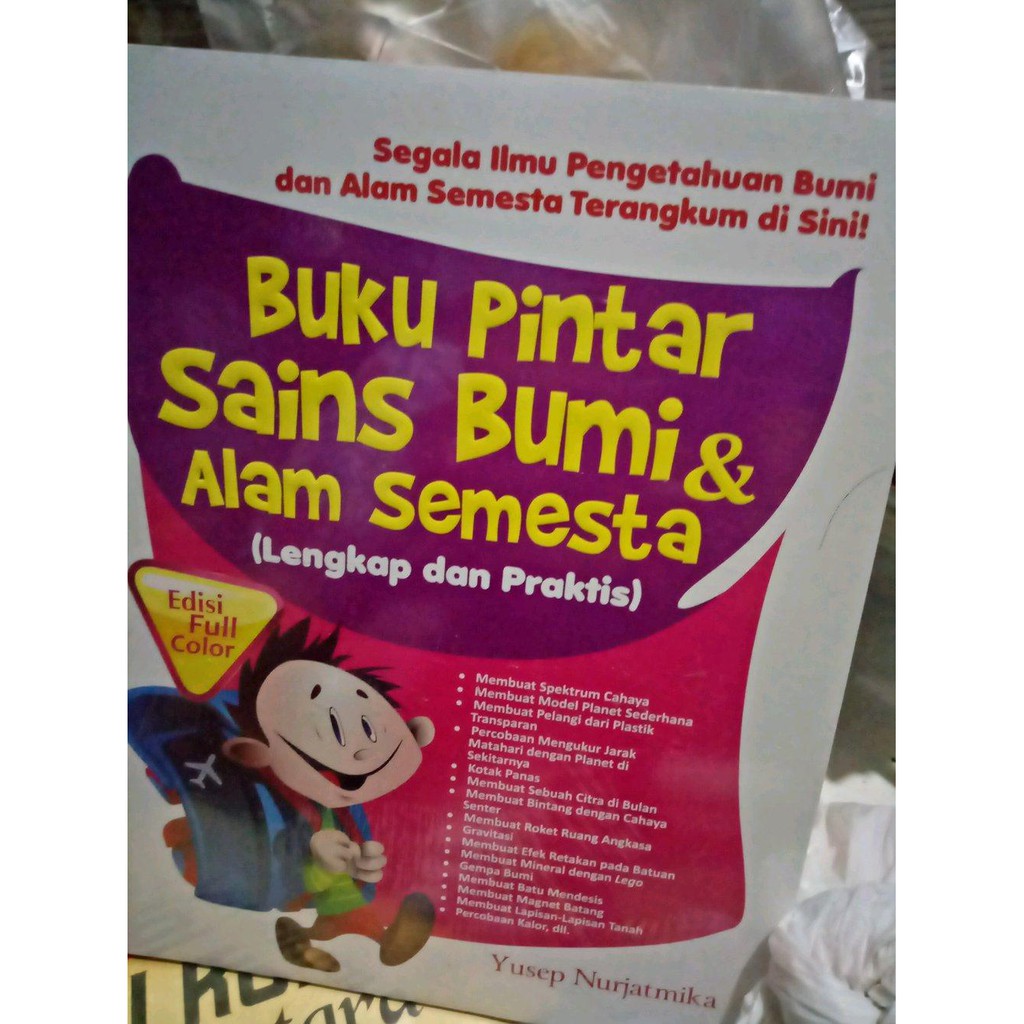 Segala Ilmu Pengetahuan Bumi
dan Alam Semesta Terangkum di Sini!
Buku Pintar
Sains Bumi &
Alam Semesta
(Lengkap dan Praktis)
Edisi
Full
Color
• Membuat Spektrum Cahaya
• Membuat Model Planet Sederhana
• Membuat Pelangi dari Plastik
Transparan
• Percobaan Mengukur Jarak
Matahari dengan Planet di
Sekitarnya
• Kotak Panas
• Membuat Sebuah Citra di Bulan
• Membuat Bintang dengan Cahaya
Senter
• Membuat Roket Ruang Angkasa
• Gravitasi
• Membuat Efek Retakan pada Batuan
• Membuat Mineral dengan Lego
• Gempa Bumi
• Membuat Batu Mendesis
• Membuat Magnet Batang
• Membuat Lapisan-Lapisan Tanah
• Percobaan Kalor, dll.
Yusep Nurjatmika